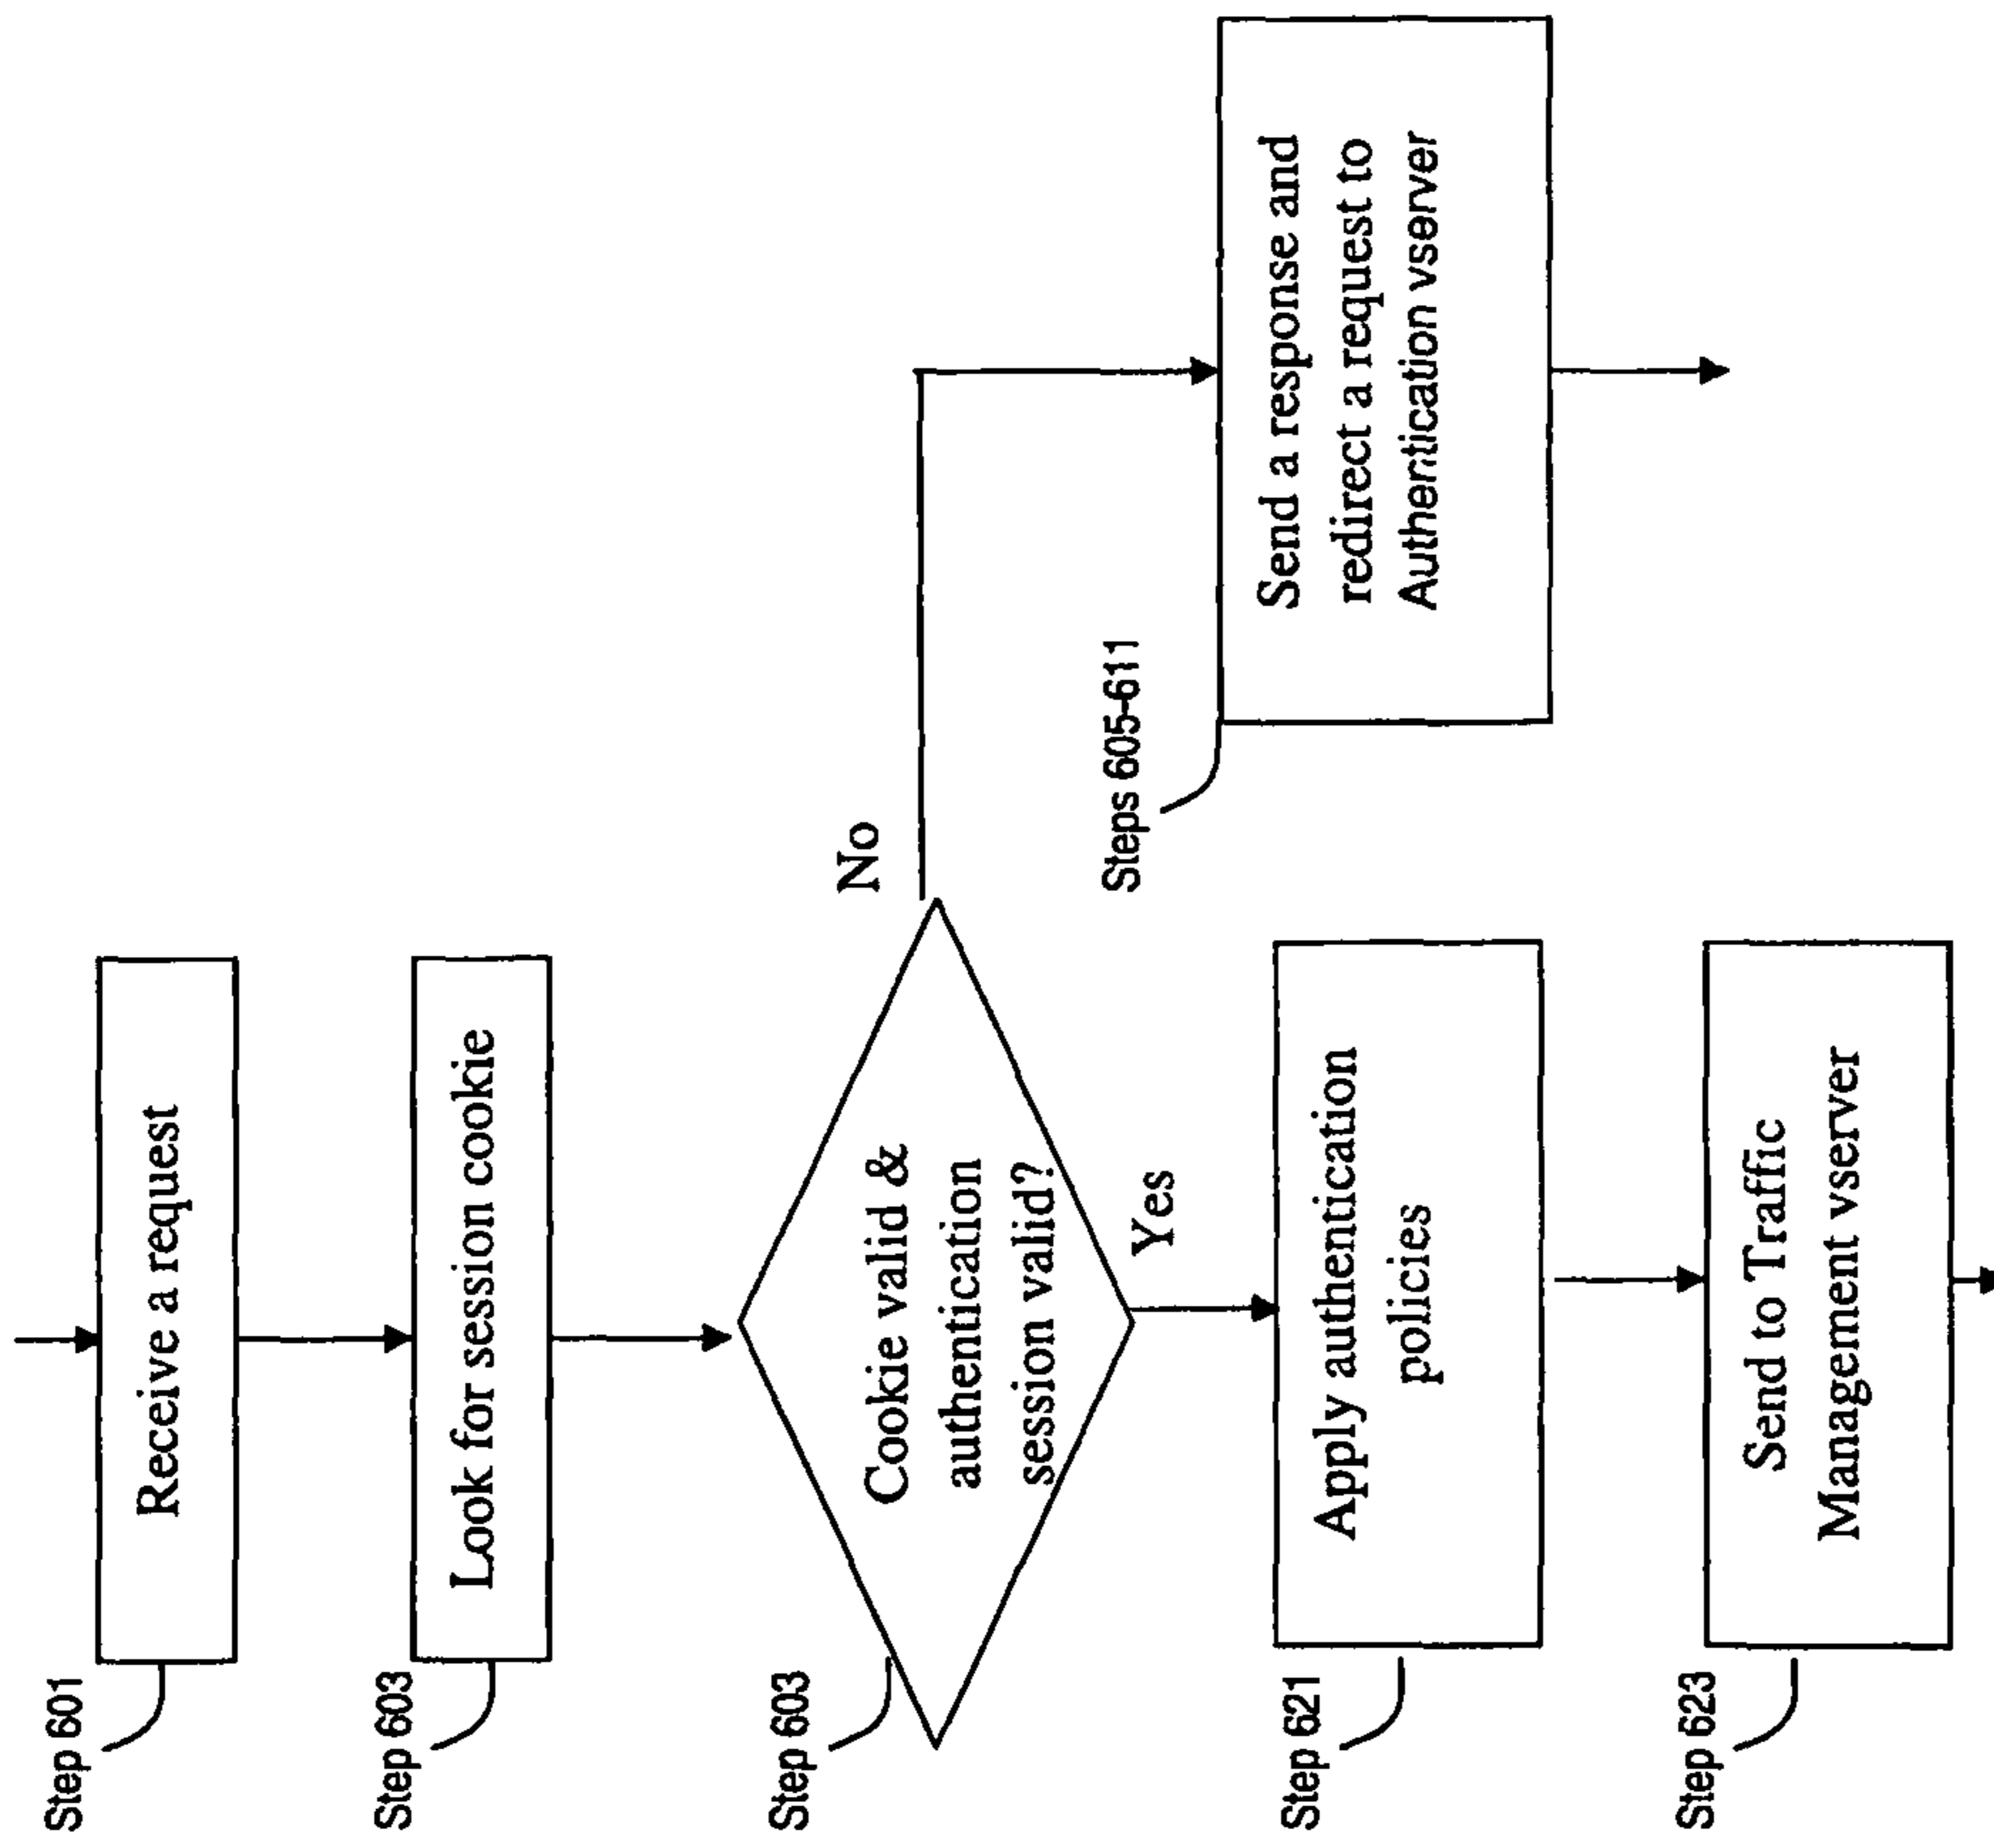 Step 601
Receive a request
Step 603
Look for session cookie
Step 603
Cookie valid &
authentication
session valid?
No
Yes
Steps 605-611
Send a response and
redirect a request to
Authentication vserver
Step 621
Apply authentication
policies
Step 623
Send to Traffic
Management vserver